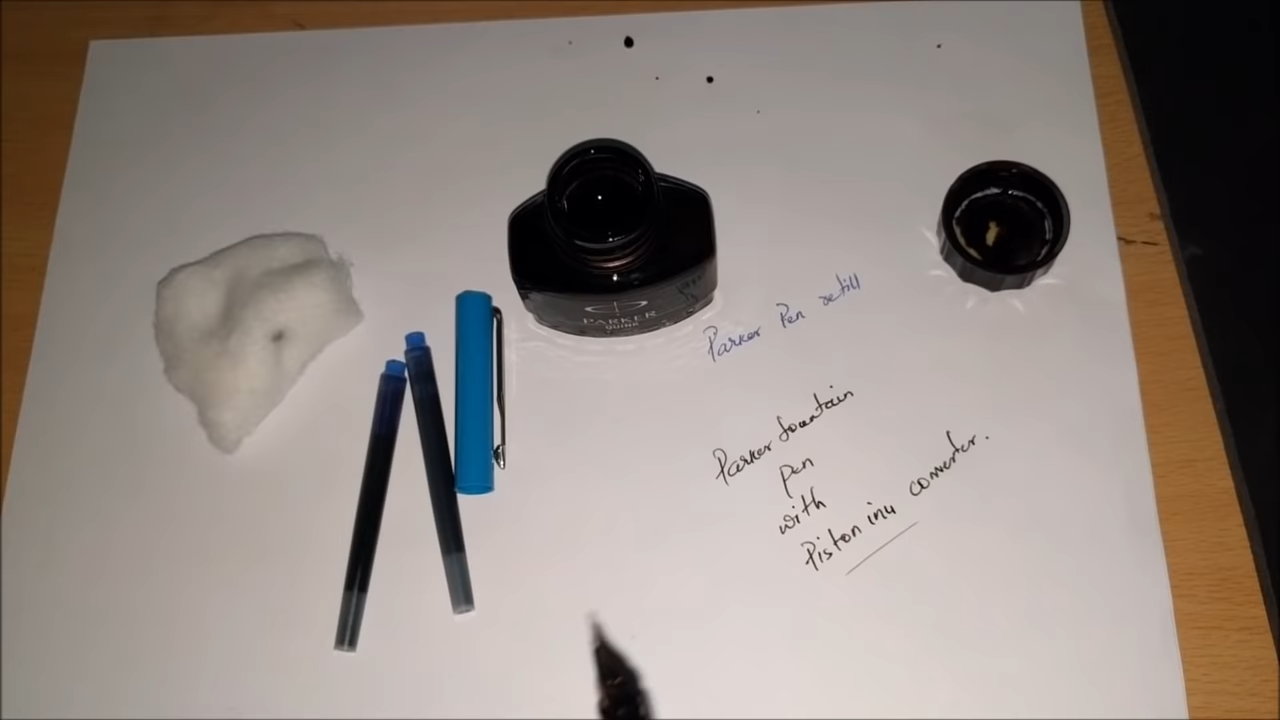 PARKER
QUINK
Parker Pen refill
Parker fountain
pen
with
Piston ink converter.